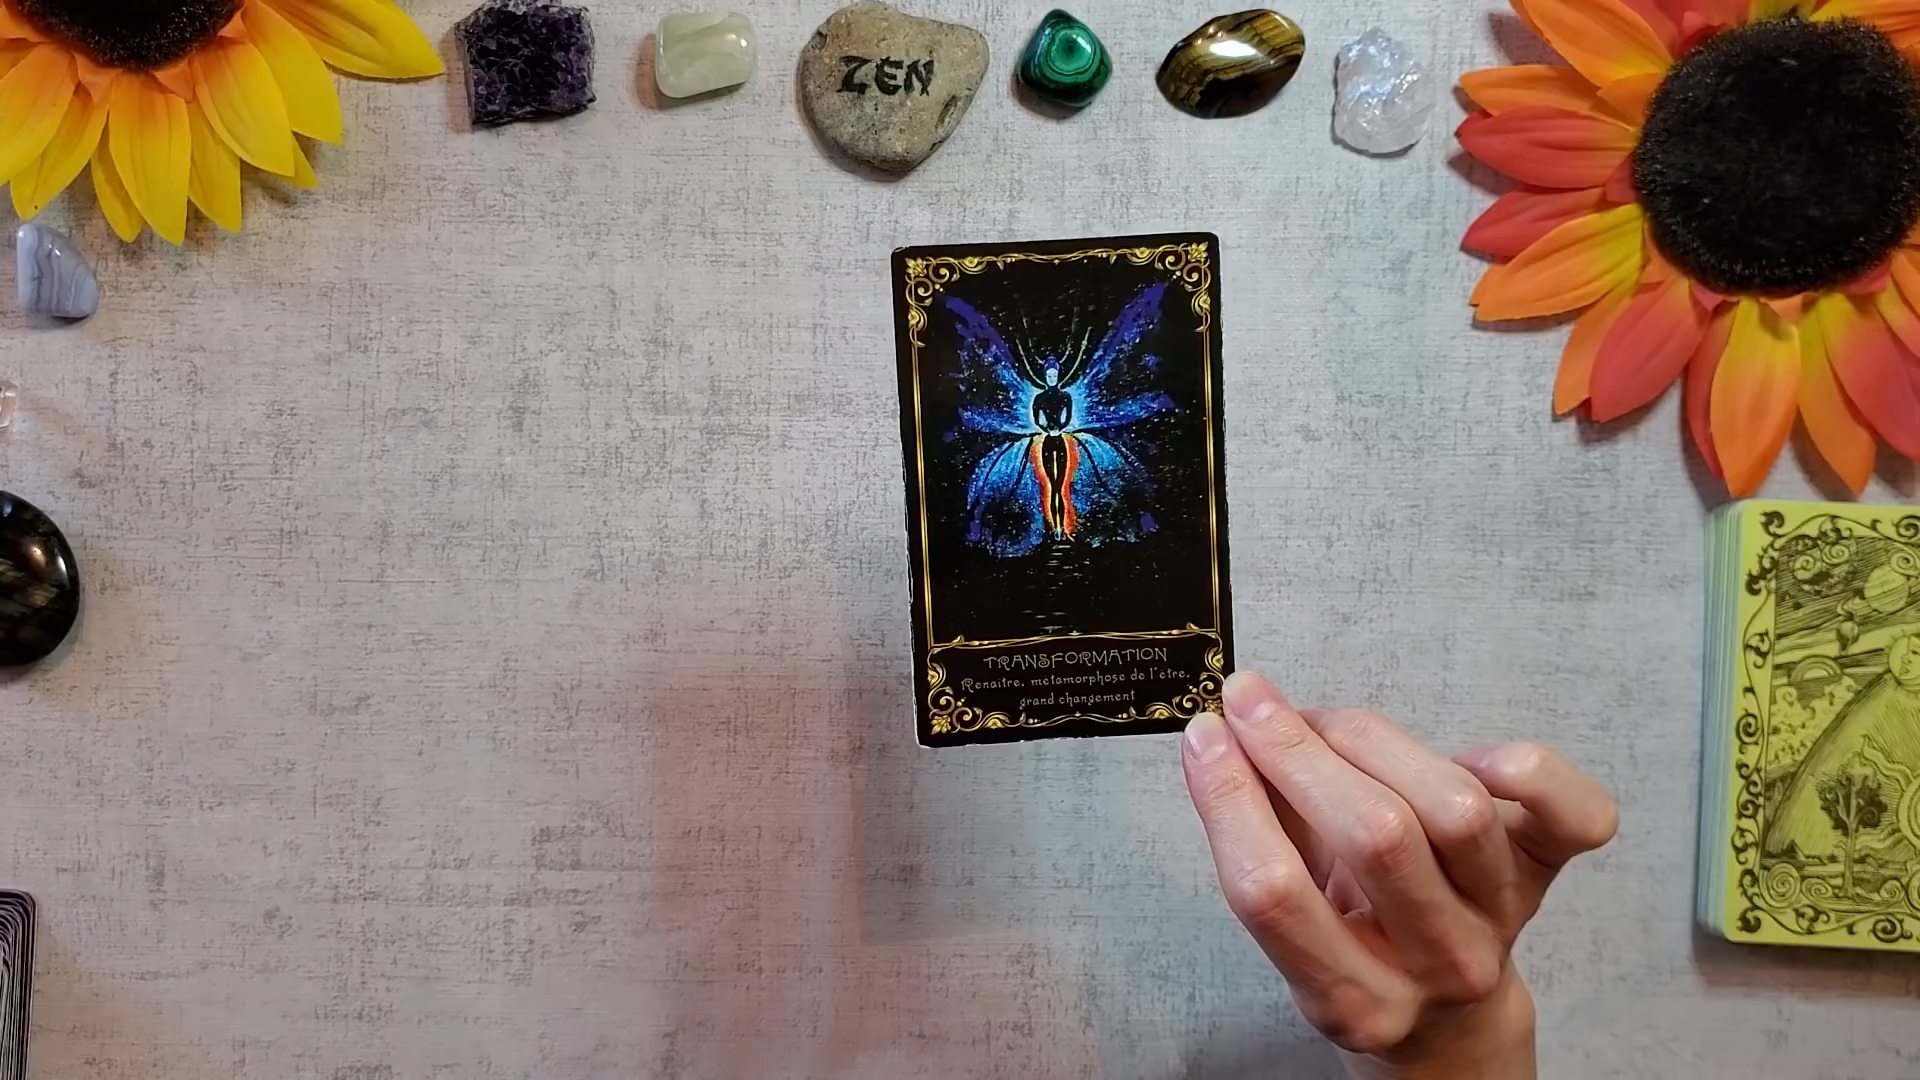 ZEN
TRANSFORMATION
Renaître, métamorphose de l'être,
grand changement